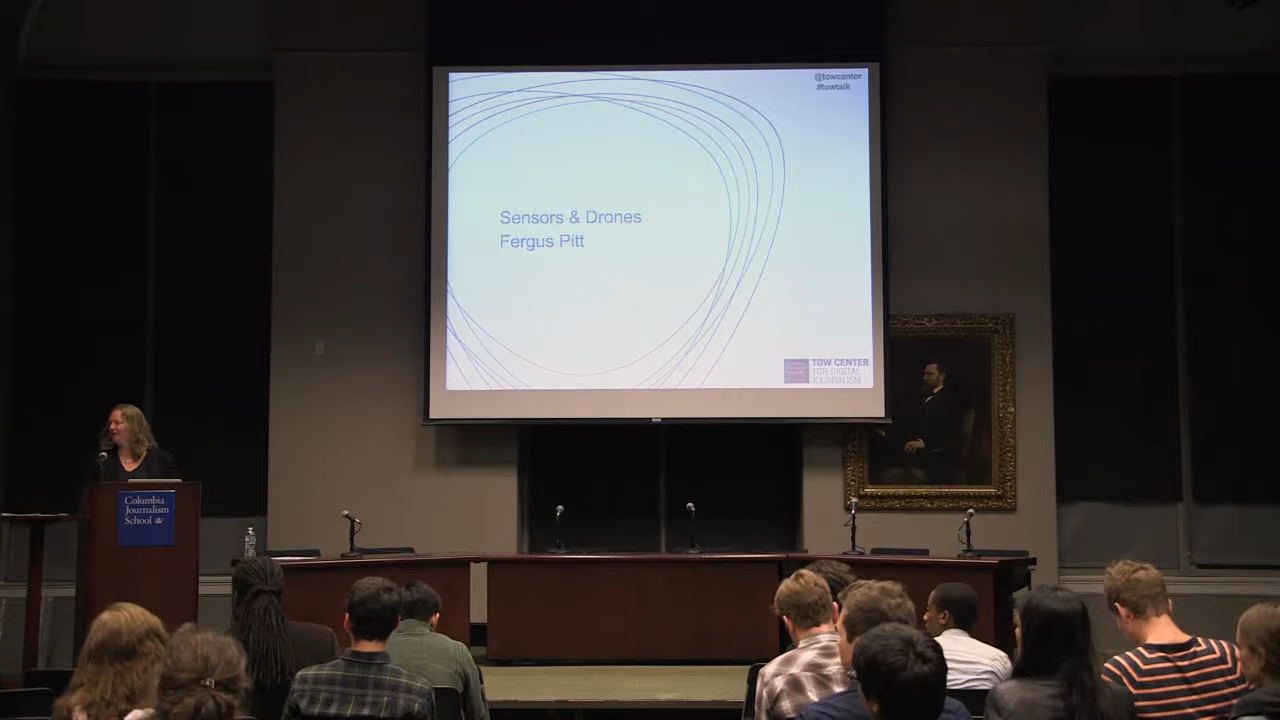 @towcenter
#towtalk
Sensors & Drones
Fergus Pitt
TOW CENTER
FOR DIGITAL
JOURNALISM
Columbia
Journalism
School